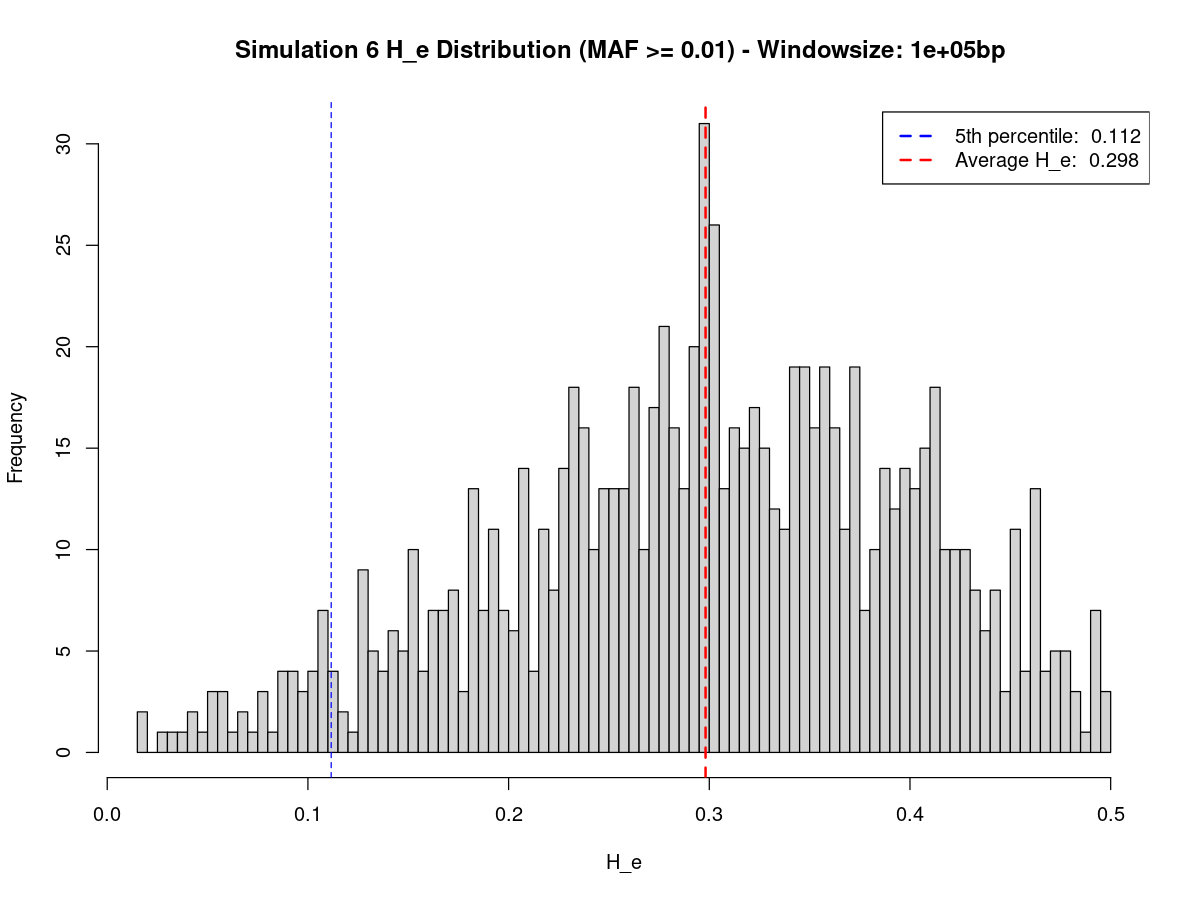 Simulation 6 H_e Distribution (MAF >= 0.01) - Windowsize: 1e+05bp
5th percentile:  0.112
Average H_e:  0.298
Frequency
30
25
20
15
10
5
0
0.0 0.1 0.2 0.3 0.4 0.5
H_e